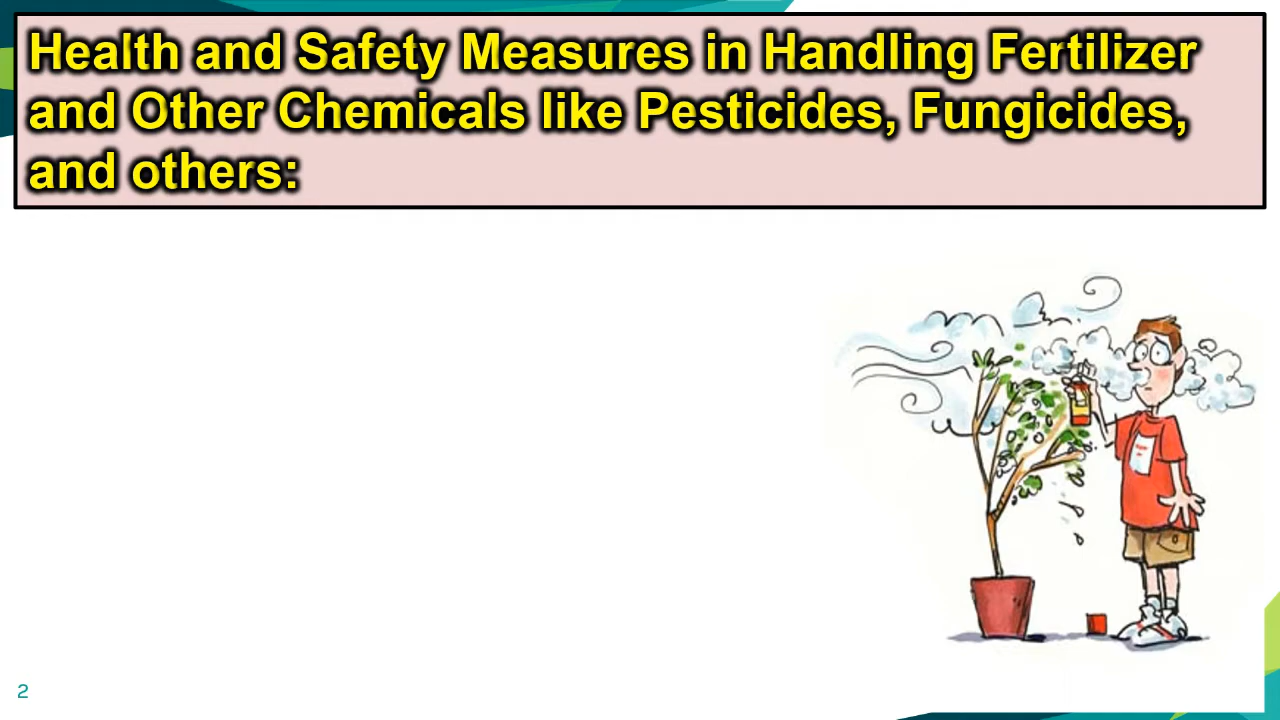 Health and Safety Measures in Handling Fertilizer
and Other Chemicals like Pesticides, Fungicides,
and others:
2